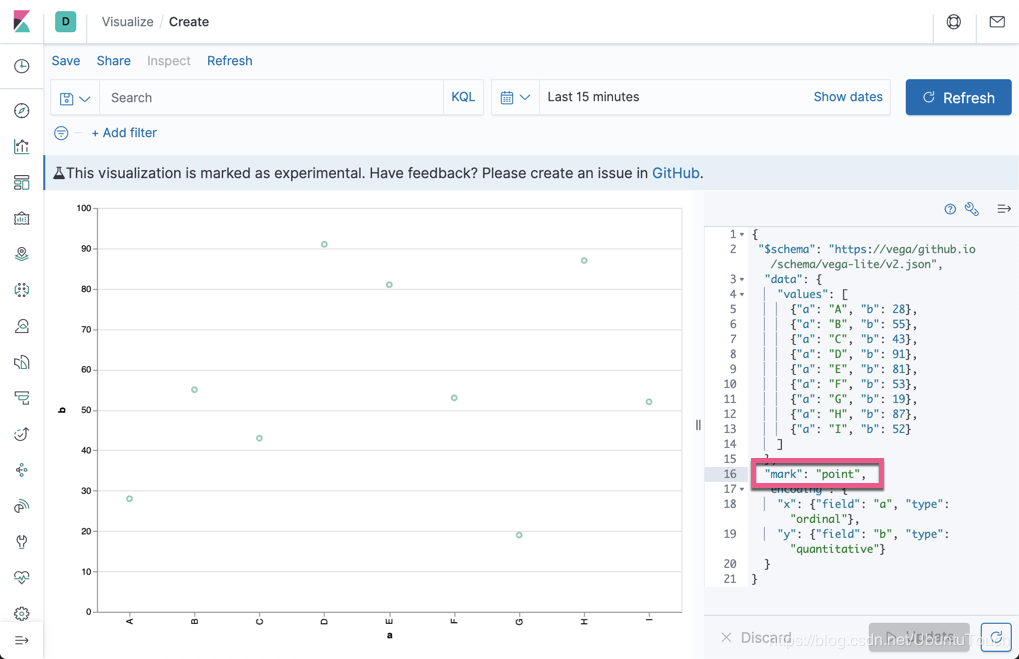 D Visualize / Create
Save Share Inspect Refresh
Search KQL Last 15 minutes Show dates Refresh
+ Add filter
This visualization is marked as experimental. Have feedback? Please create an issue in GitHub.
100
90
80
70
60
50
40
30
20
10
0
b
A B C D E F G H I
a
1 {
2 "$schema": "https://vega/github.io
/schema/vega-lite/v2.json",
3 "data": {
4 "values": [
5 {"a": "A", "b": 28},
6 {"a": "B", "b": 55},
7 {"a": "C", "b": 43},
8 {"a": "D", "b": 91},
9 {"a": "E", "b": 81},
10 {"a": "F", "b": 53},
11 {"a": "G", "b": 19},
12 {"a": "H", "b": 87},
13 {"a": "I", "b": 52}
14 ]
15 },
16 "mark": "point",
17 "encoding": {
18 "x": {"field": "a", "type":
"ordinal"},
19 "y": {"field": "b", "type":
"quantitative"}
20 }
21 }
Discard Update
https://blog.csdn.net/UbuntuTouch